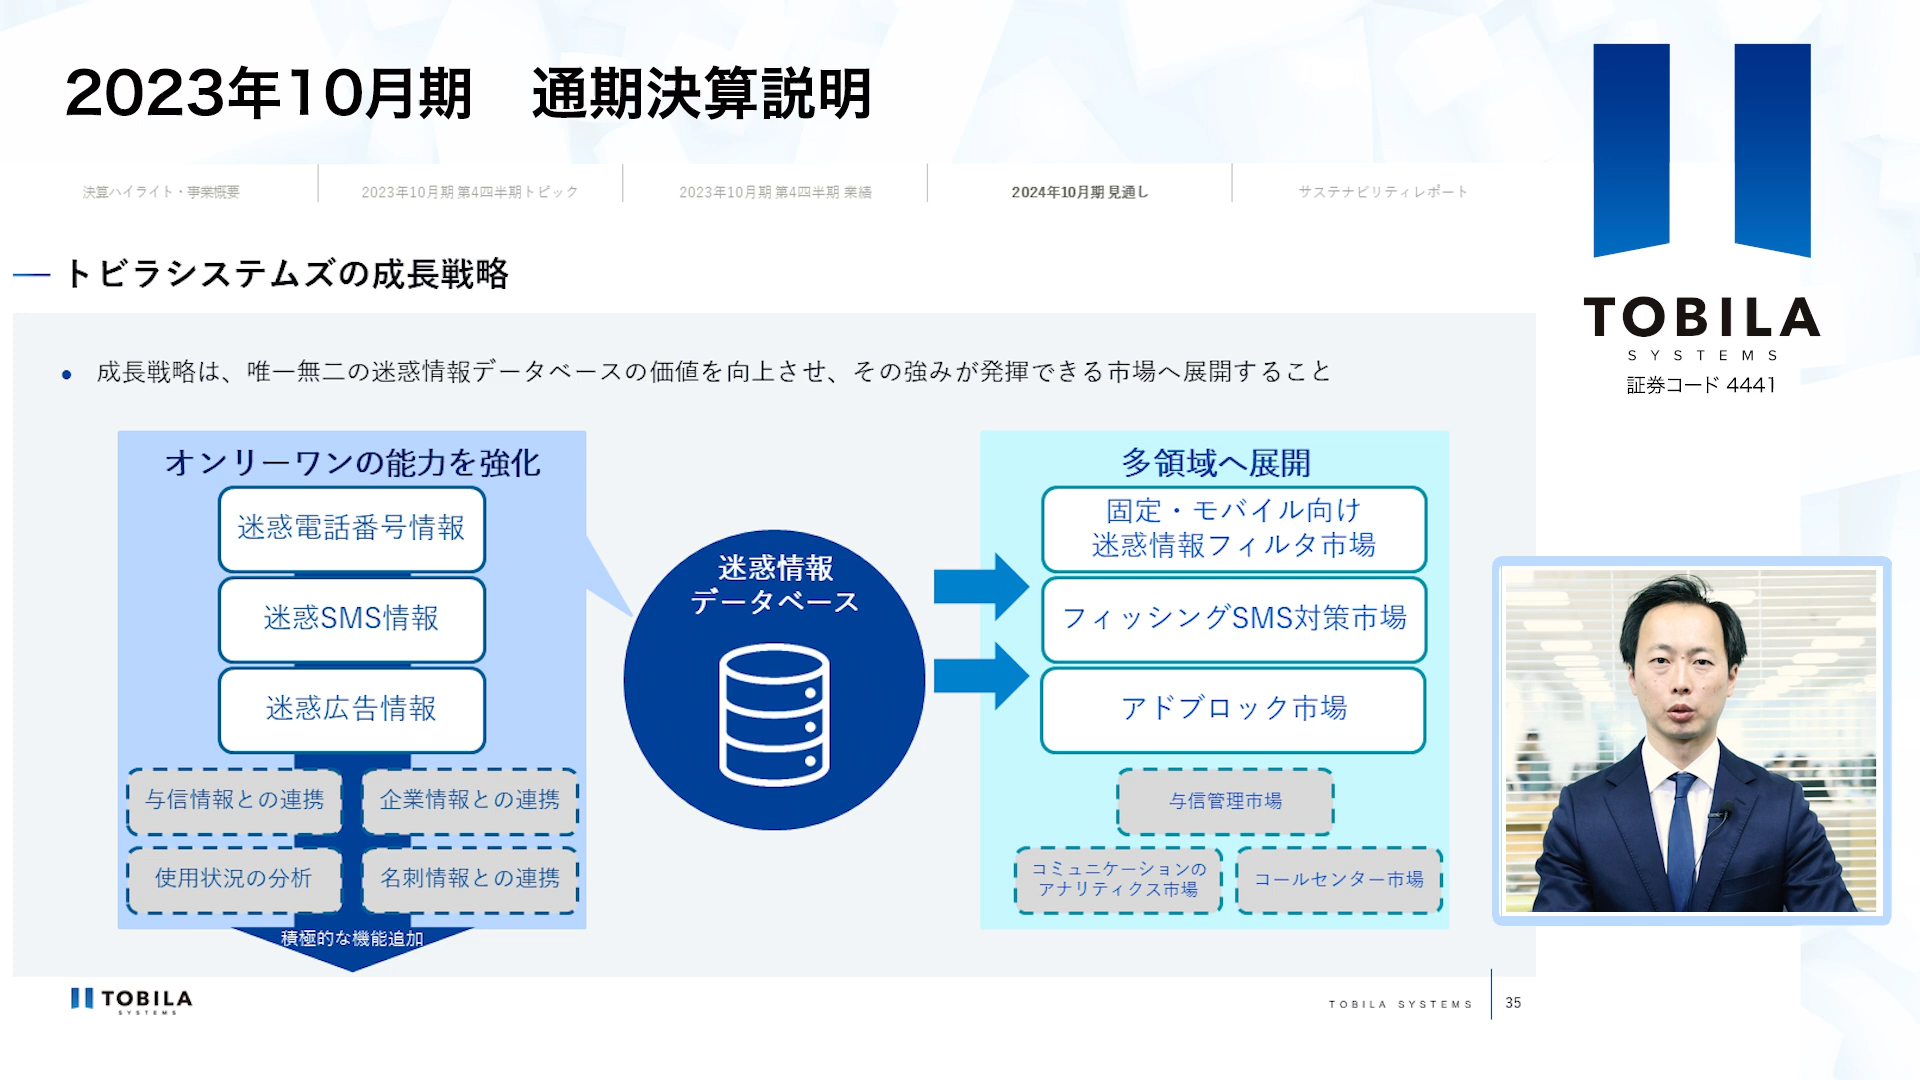 2023年10月期　通期決算説明
TOBILA
SYSTEMS
証券コード 4441
決算ハイライト・事業概要
2023年10月期 第4四半期トピック
2023年10月期 第4四半期 業績
2024年10月期 見通し
サステナビリティレポート
トビラシステムズの成長戦略
• 成長戦略は、唯一無二の迷惑情報データベースの価値を向上させ、その強みが発揮できる市場へ展開すること
オンリーワンの能力を強化
迷惑電話番号情報
迷惑SMS情報
迷惑広告情報
与信情報との連携
企業情報との連携
使用状況の分析
名刺情報との連携
積極的な機能追加
迷惑情報
データベース
多領域へ展開
固定・モバイル向け
迷惑情報フィルタ市場
フィッシングSMS対策市場
アドブロック市場
与信管理市場
コミュニケーションの
アナリティクス市場
コールセンター市場
TOBILA
SYSTEMS
TOBILA SYSTEMS
35